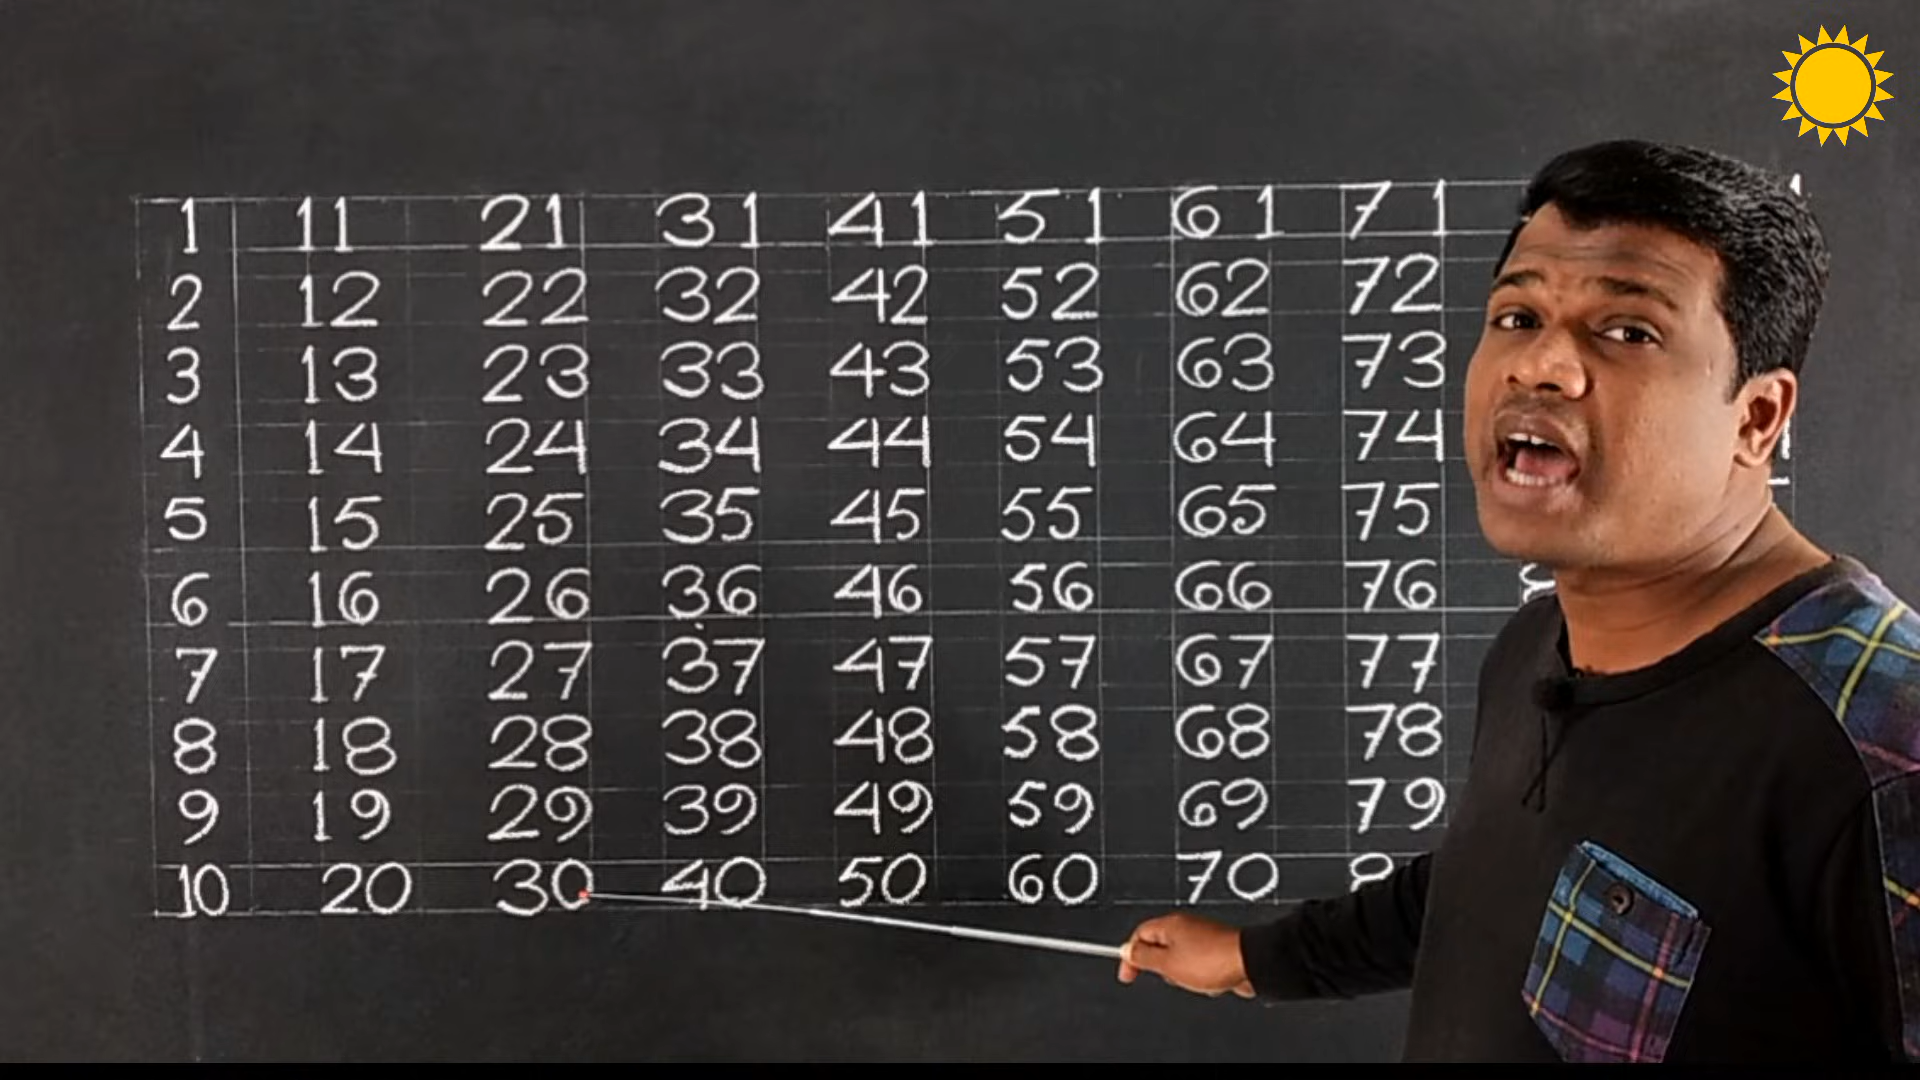 1 11 21 31 41 51 61 71
2 12 22 32 42 52 62 72
3 13 23 33 43 53 63 73
4 14 24 34 44 54 64 74
5 15 25 35 45 55 65 75
6 16 26 36 46 56 66 76
7 17 27 37 47 57 67 77
8 18 28 38 48 58 68 78
9 19 29 39 49 59 69 79
10 20 30 40 50 60 70